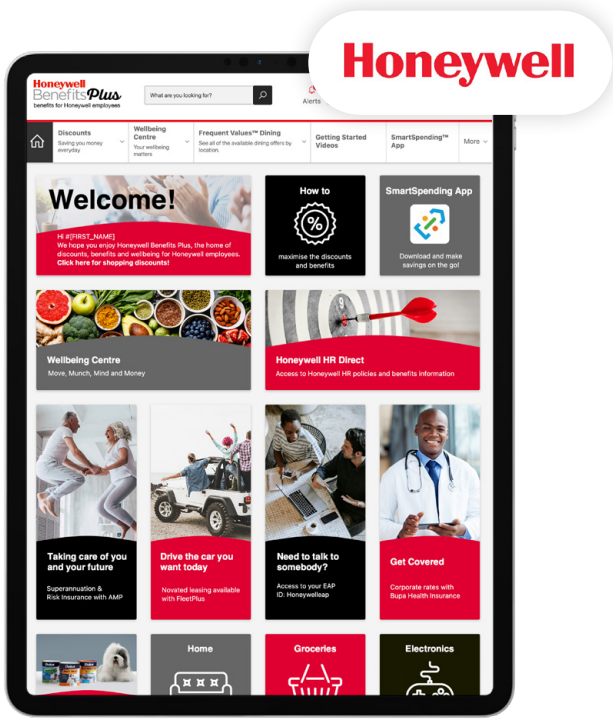 Honeywell
Honeywell
Benefits Plus
benefits for Honeywell employees
What are you looking for?
Alerts
Discounts
Saving you money
everyday
Wellbeing
Centre
Your wellbeing
matters
Frequent Values™ Dining
See all of the available dining offers by
location.
Getting Started
Videos
SmartSpending™
App
More
Welcome!
Hi #[FIRST_NAME]
We hope you enjoy Honeywell Benefits Plus, the home of
discounts, benefits and wellbeing for Honeywell employees.
Click here for shopping discounts!
How to
%
maximise the discounts
and benefits
SmartSpending App
Download and make
savings on the go!
Wellbeing Centre
Move, Munch, Mind and Money
Honeywell HR Direct
Access to Honeywell HR policies and benefits information
Taking care of you
and your future
Superannuation &
Risk Insurance with AMP
Drive the car you
want today
Novated leasing available
with FleetPlus
Need to talk to
somebody?
Access to your EAP
ID: Honeywelleap
Get Covered
Corporate rates with
Bupa Health Insurance
Home
Groceries
Electronics